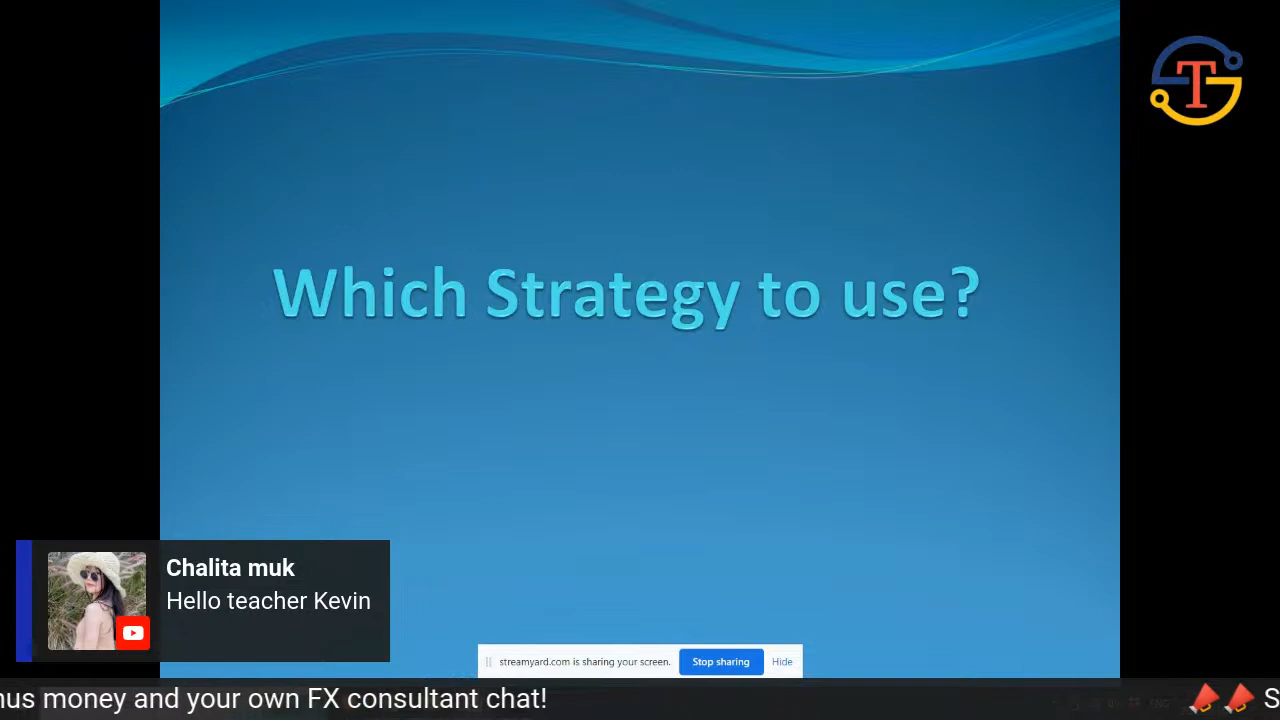 T
Which Strategy to use?
Chalita muk
Hello teacher Kevin
streamyard.com is sharing your screen. Stop sharing Hide
money and your own FX consultant chat! S